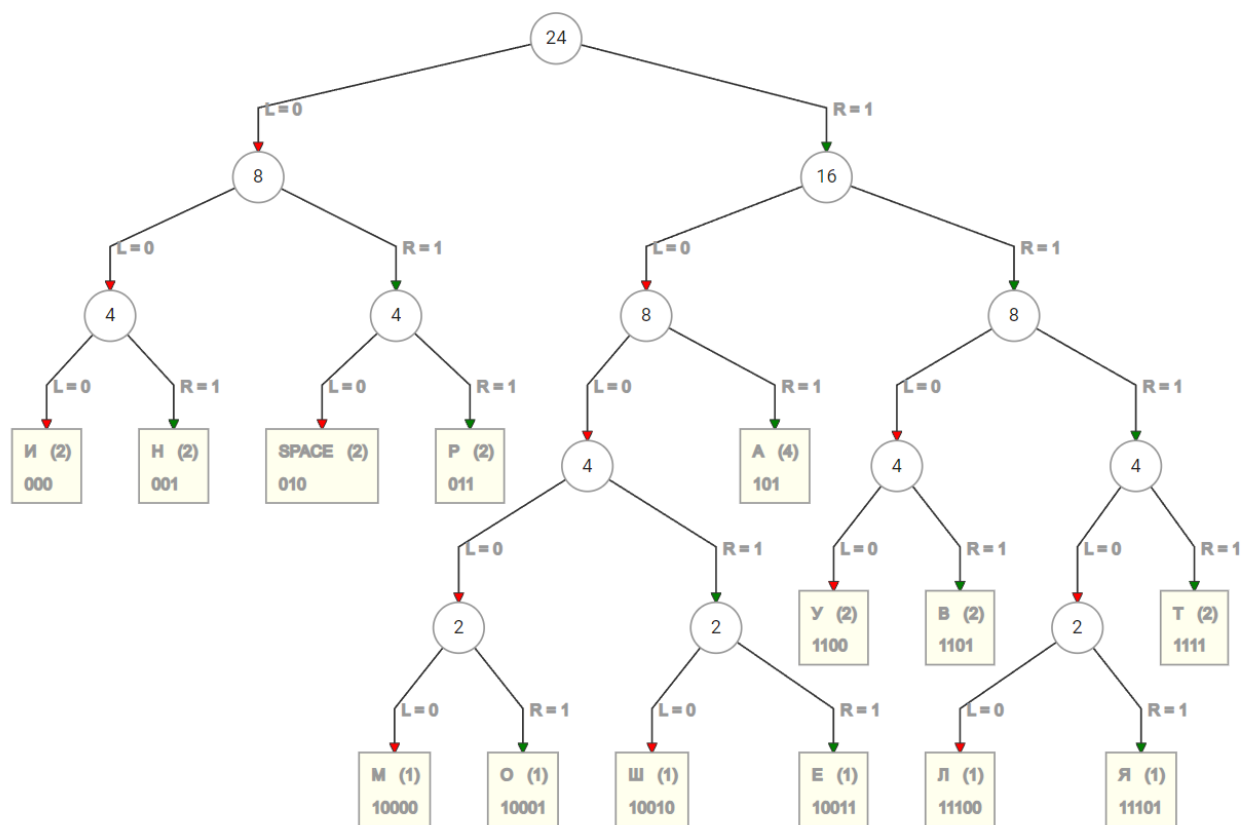 24
L = 0
R = 1
8
16
L = 0
R = 1
L = 0
R = 1
4
4
8
8
L = 0
R = 1
L = 0
R = 1
L = 0
R = 1
L = 0
R = 1
И (2)
000
Н (2)
001
SPACE (2)
010
Р (2)
011
4
А (4)
101
4
4
L = 0
R = 1
L = 0
R = 1
L = 0
R = 1
2
2
У (2)
1100
В (2)
1101
2
Т (2)
1111
L = 0
R = 1
L = 0
R = 1
L = 0
R = 1
М (1)
10000
О (1)
10001
Ш (1)
10010
Е (1)
10011
Л (1)
11100
Я (1)
11101